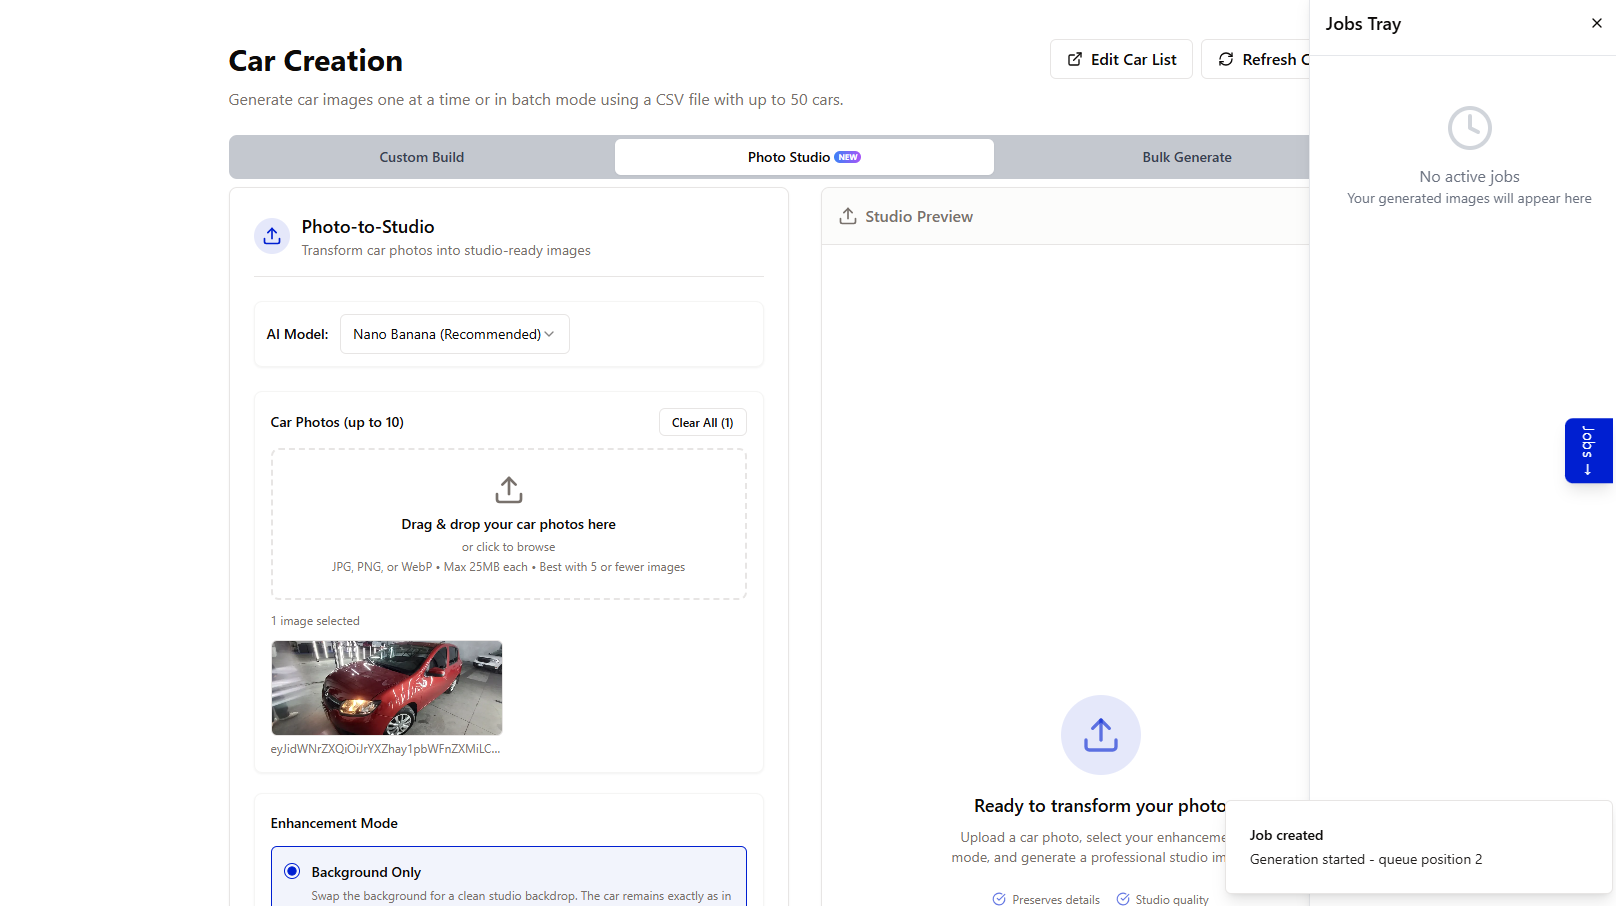 Car Creation
Generate car images one at a time or in batch mode using a CSV file with up to 50 cars.
Edit Car List
Refresh C
Custom Build
Photo Studio NEW
Bulk Generate
Photo-to-Studio
Transform car photos into studio-ready images
AI Model:
Nano Banana (Recommended)
Car Photos (up to 10)
Clear All (1)
Drag & drop your car photos here
or click to browse
JPG, PNG, or WebP • Max 25MB each • Best with 5 or fewer images
1 image selected
eyJidWNrZXQiOiJrYXZhay1pbWFnZXMiLC...
Enhancement Mode
Background Only
Swap the background for a clean studio backdrop. The car remains exactly as in
Studio Preview
Ready to transform your photo
Upload a car photo, select your enhanceme
mode, and generate a professional studio im
Preserves details
Studio quality
Jobs Tray
No active jobs
Your generated images will appear here
Jobs →
Job created
Generation started - queue position 2